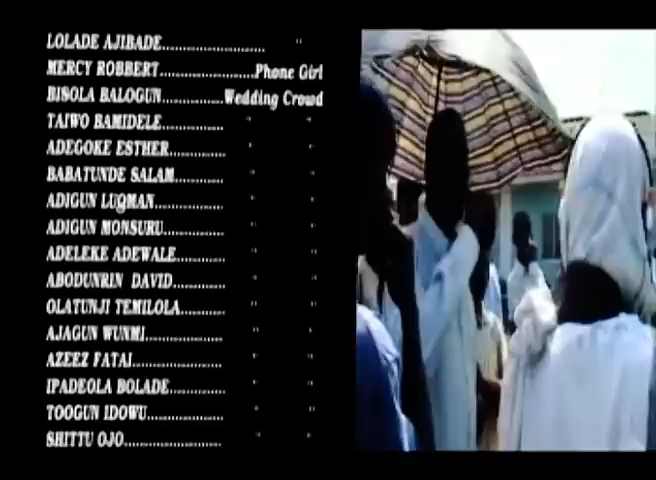 LOLADE AJIBADE........................ "
MERCY ROBBERT......................Phone Girl
BISOLA BALOGUN..............Wedding Crowd
TAIWO BAMIDELE.............. " "
ADEGOKE ESTHER............. " "
BABATUNDE SALAM........... " "
ADIGUN LUQMAN............... " "
ADIGUN MONSURU............. " "
ADELEKE ADEWALE........... " "
ABODUNRIN DAVID............ " "
OLATUNJI TEMILOLA.......... " "
AJAGUN WUNMI................. " "
AZEEZ FATAI..................... " "
IPADEOLA BOLADE............. " "
TOOGUN IDOWU.................. " "
SHITTU OJO....................... " "